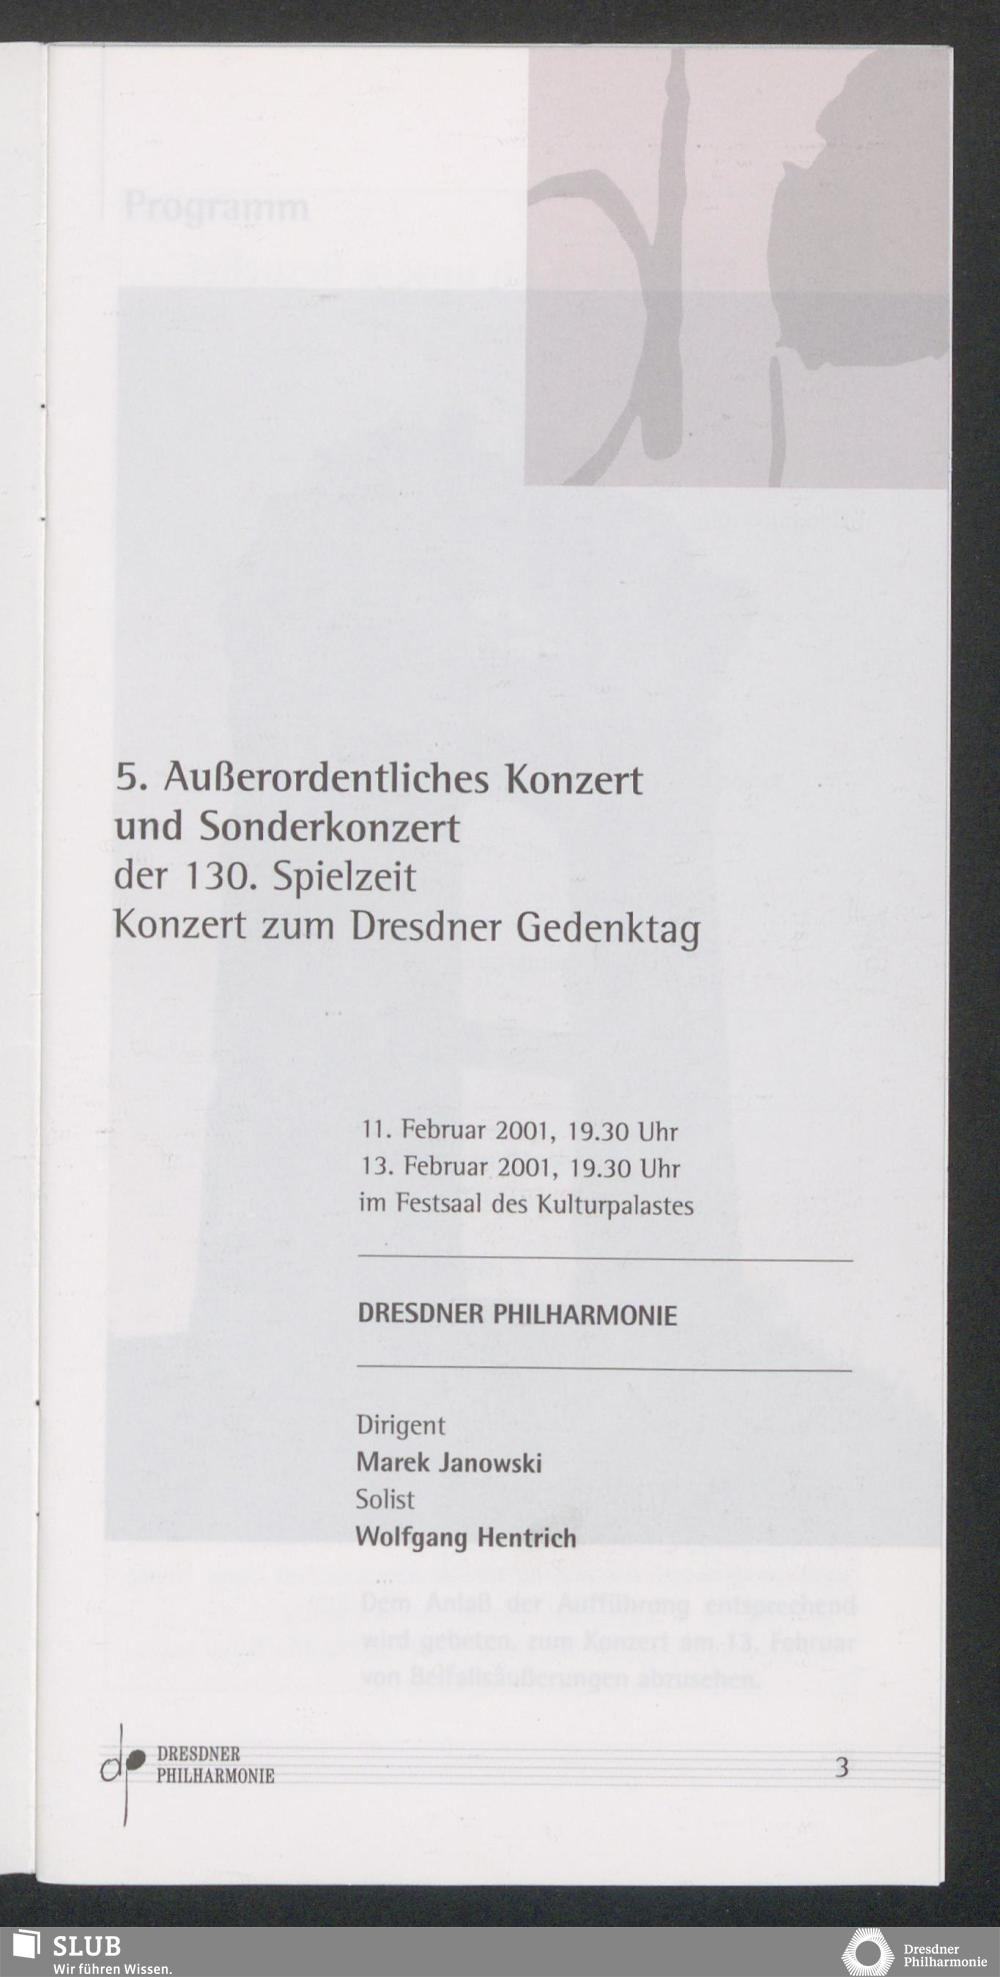 Programm
5. Außerordentliches Konzert
und Sonderkonzert
der 130. Spielzeit
Konzert zum Dresdner Gedenktag
11. Februar 2001, 19.30 Uhr
13. Februar 2001, 19.30 Uhr
im Festsaal des Kulturpalastes
DRESDNER PHILHARMONIE
Dirigent
Marek Janowski
Solist
Wolfgang Hentrich
Dem Anlaß der Aufführung entsprechend
wird gebeten, zum Konzert am 13. Februar
von Beifallsäußerungen abzusehen.
dp DRESDNER
PHILHARMONIE
3
SLUB
Wir führen Wissen.
Dresdner
Philharmonie